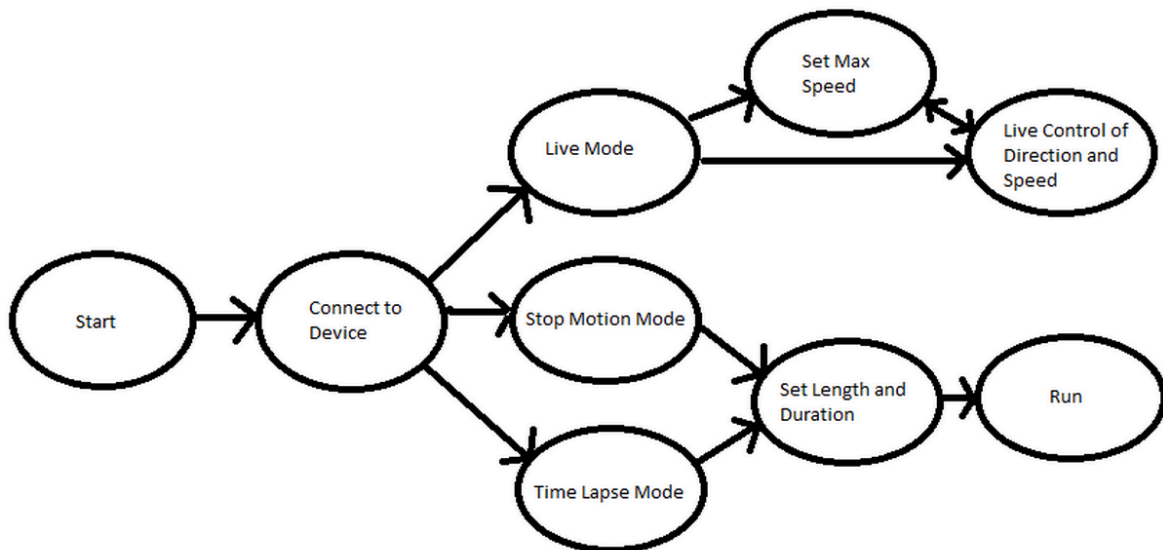 Set Max
Speed
Live Mode
Live Control of
Direction and
Speed
Start
Connect to
Device
Stop Motion Mode
Set Length and
Duration
Run
Time Lapse Mode